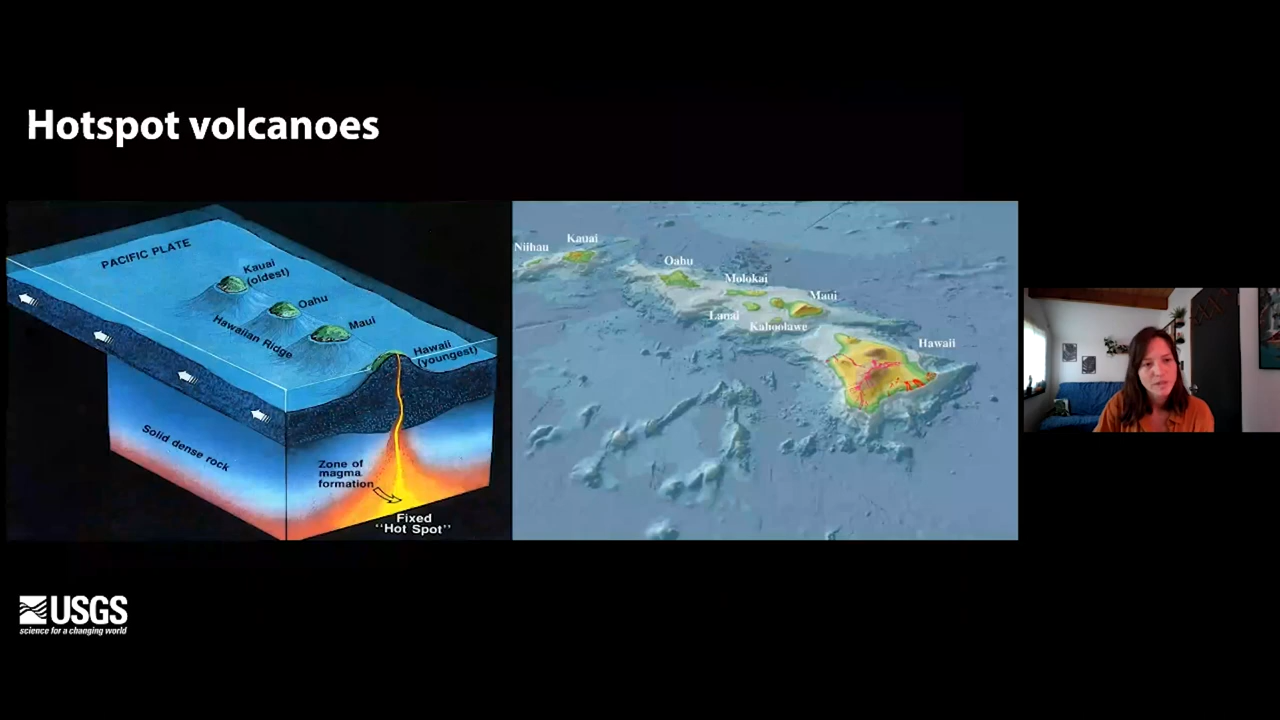 Hotspot volcanoes
PACIFIC PLATE
Kauai
(oldest)
Oahu
Maui
Hawaiian Ridge
Hawaii
(youngest)
Solid dense rock
Zone of
magma
formation
Fixed
"Hot Spot"
Niihau
Kauai
Oahu
Molokai
Maui
Lanai
Kahoolawe
Hawaii
USGS
science for a changing world